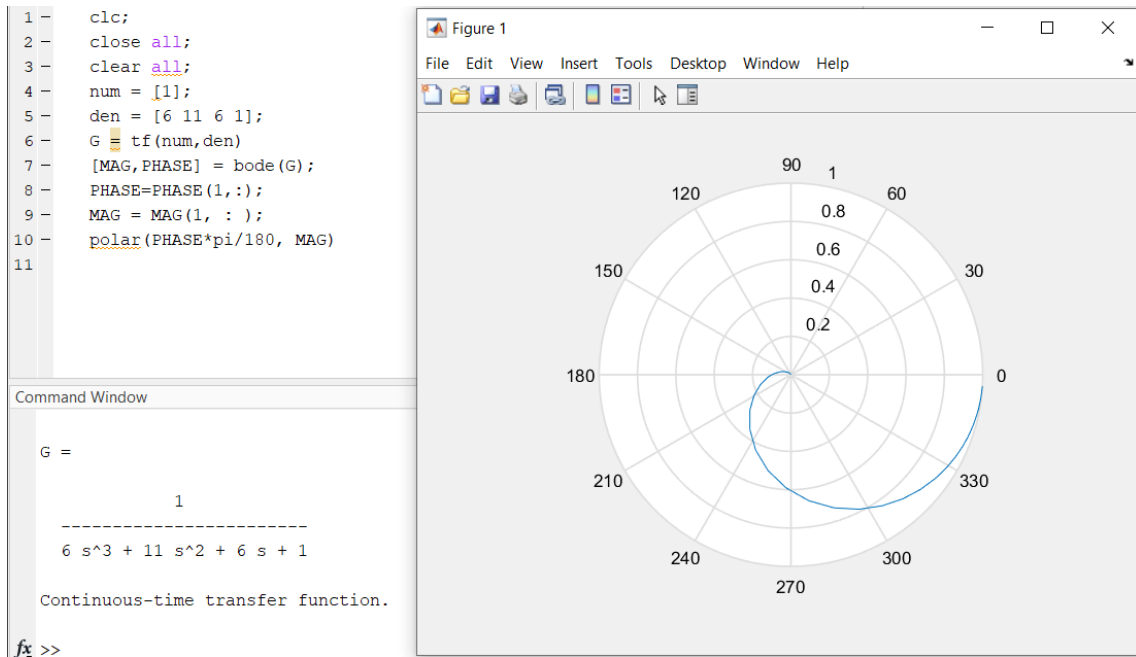 1 – clc;
2 – close all;
3 – clear all;
4 – num = [1];
5 – den = [6 11 6 1];
6 – G = tf(num,den)
7 – [MAG,PHASE] = bode(G);
8 – PHASE=PHASE(1,:);
9 – MAG = MAG(1, : );
10 – polar(PHASE*pi/180, MAG)
11
Command Window
G =
1
------------------------
6 s^3 + 11 s^2 + 6 s + 1
Continuous-time transfer function.
fx >>
Figure 1
File Edit View Insert Tools Desktop Window Help
90
1
120
60
0.8
0.6
150
30
0.4
0.2
180
0
210
330
240
300
270